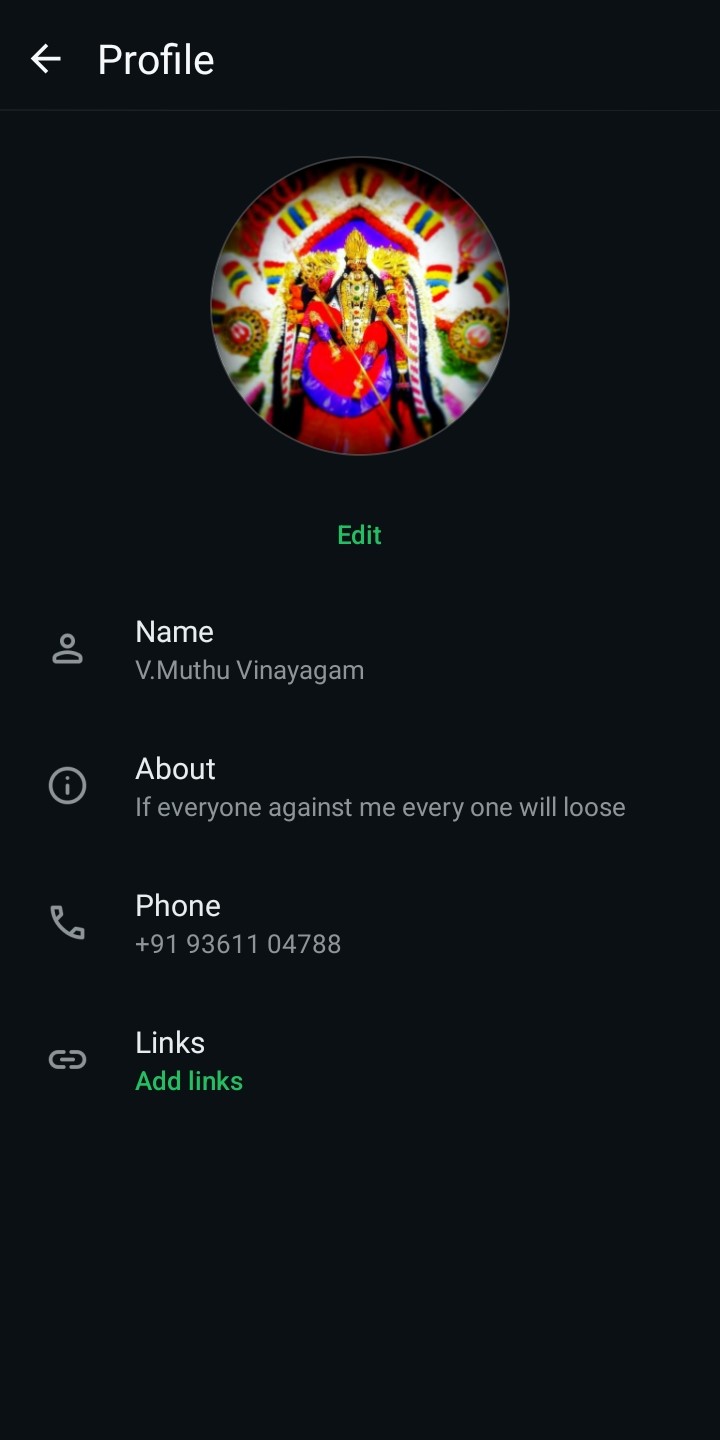 Profile
Edit
Name
V.Muthu Vinayagam
About
If everyone against me every one will loose
Phone
+91 93611 04788
Links
Add links